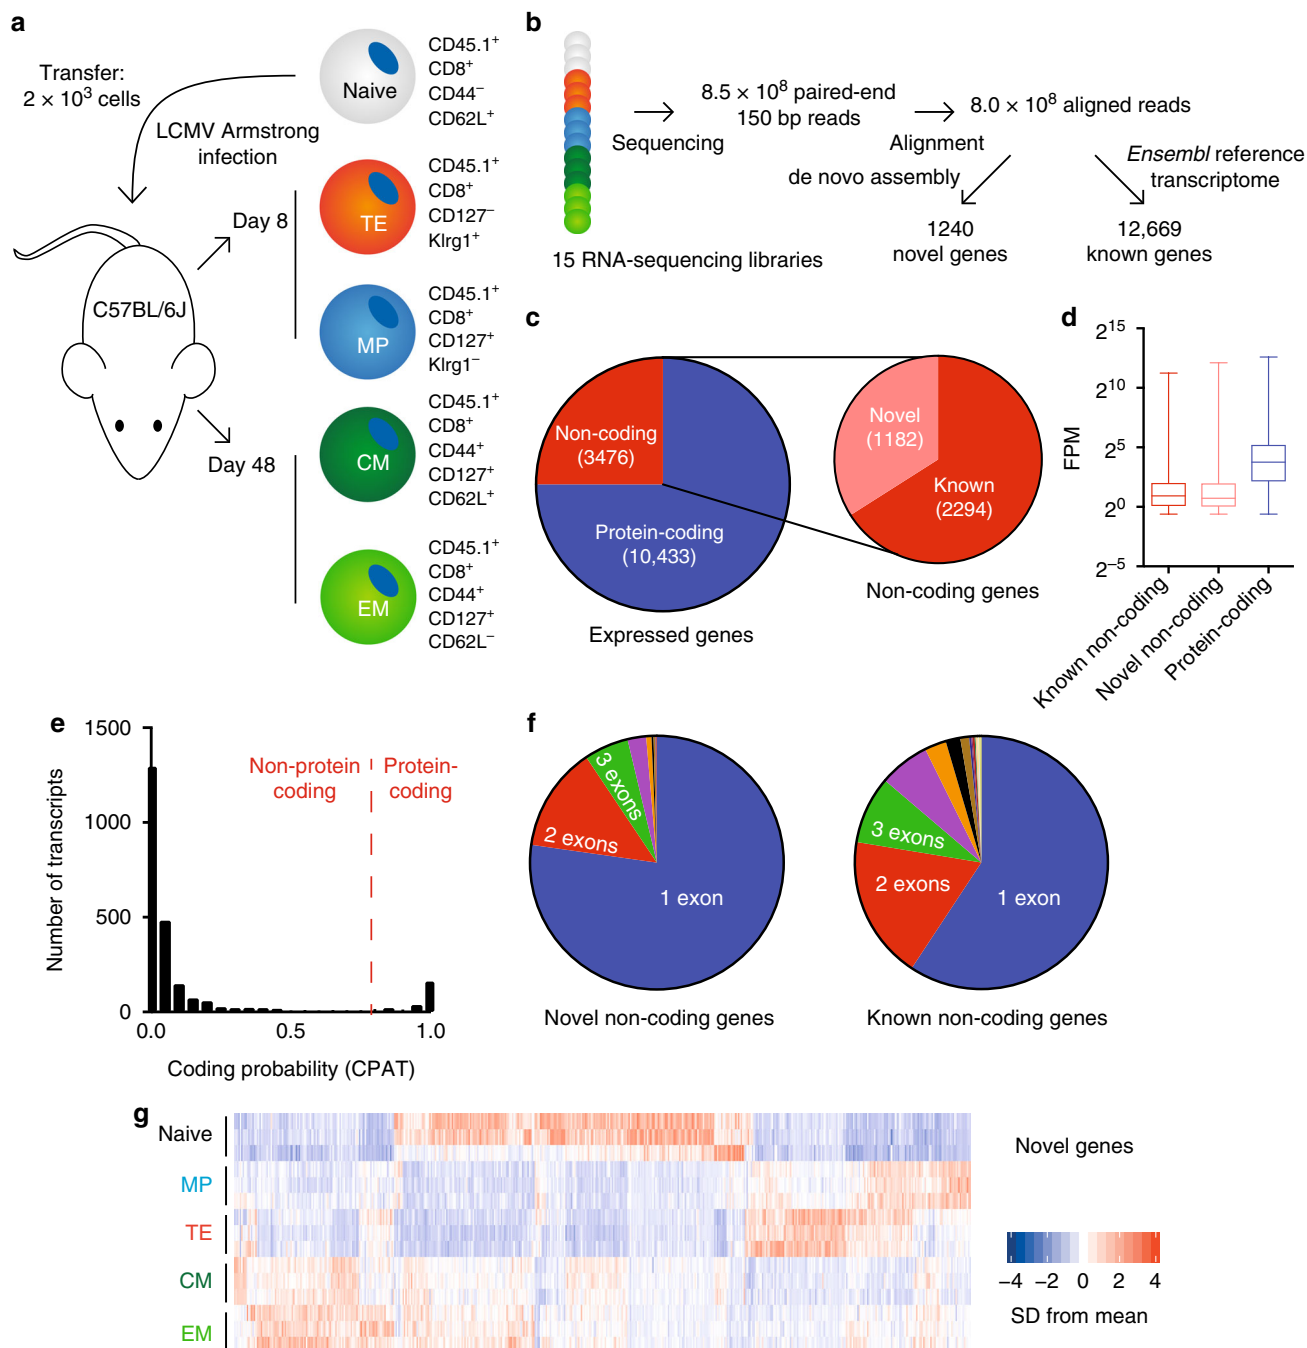 a
Transfer:
2 × 10³ cells
LCMV Armstrong
infection
Day 8
C57BL/6J
Day 48
Naive
CD45.1⁺
CD8⁺
CD44⁻
CD62L⁺
TE
CD45.1⁺
CD8⁺
CD127⁻
Klrg1⁺
MP
CD45.1⁺
CD8⁺
CD127⁺
Klrg1⁻
CM
CD45.1⁺
CD8⁺
CD44⁺
CD127⁺
CD62L⁺
EM
CD45.1⁺
CD8⁺
CD44⁺
CD127⁺
CD62L⁻
b
Sequencing
8.5 × 10⁸ paired-end
150 bp reads
Alignment
8.0 × 10⁸ aligned reads
de novo assembly
Ensembl reference
transcriptome
1240
novel genes
12,669
known genes
15 RNA-sequencing libraries
c
Non-coding
(3476)
Protein-coding
(10,433)
Expressed genes
Novel
(1182)
Known
(2294)
Non-coding genes
d
FPM
2¹⁵
2¹⁰
2⁵
2⁰
2⁻⁵
Known non-coding
Novel non-coding
Protein-coding
e
Number of transcripts
1500
1000
500
0
Non-protein
coding
Protein-
coding
0.0 0.5 1.0
Coding probability (CPAT)
f
3 exons
2 exons
1 exon
Novel non-coding genes
3 exons
2 exons
1 exon
Known non-coding genes
g
Naive
MP
TE
CM
EM
Novel genes
−4 −2 0 2 4
SD from mean